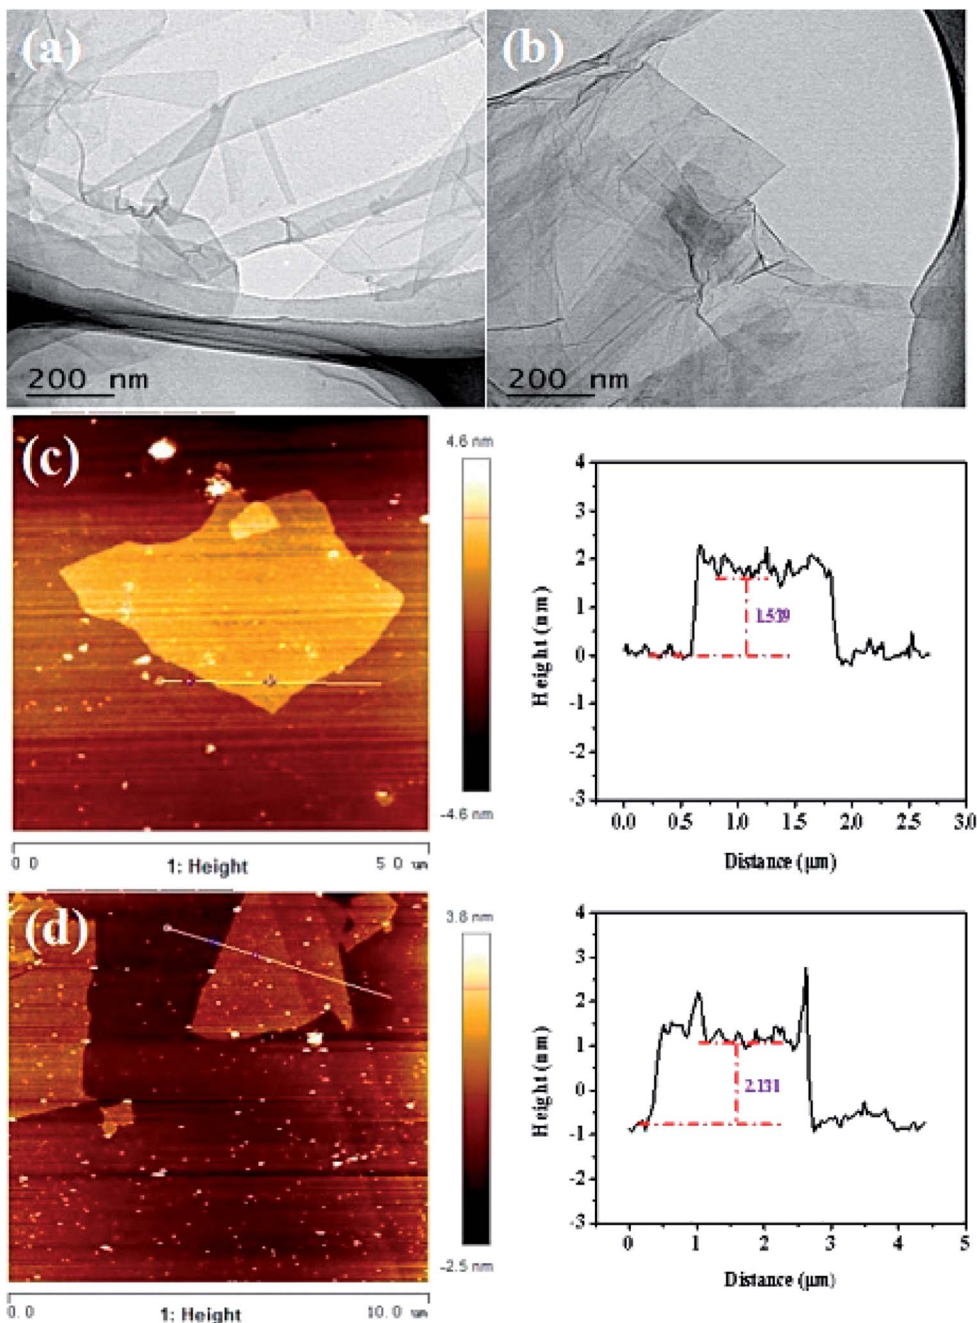 (a)
(b)
200 nm
200 nm
(c)
4.6 nm
-4.6 nm
0.0
5.0 um
1: Height
4
3
2
1
0
-1
-2
-3
Height (nm)
1.519
0.0 0.5 1.0 1.5 2.0 2.5 3.0
Distance (μm)
(d)
3.8 nm
-2.5 nm
0.0
10.0 um
1: Height
4
3
2
1
0
-1
-2
-3
Height (nm)
2.131
0 1 2 3 4 5
Distance (μm)